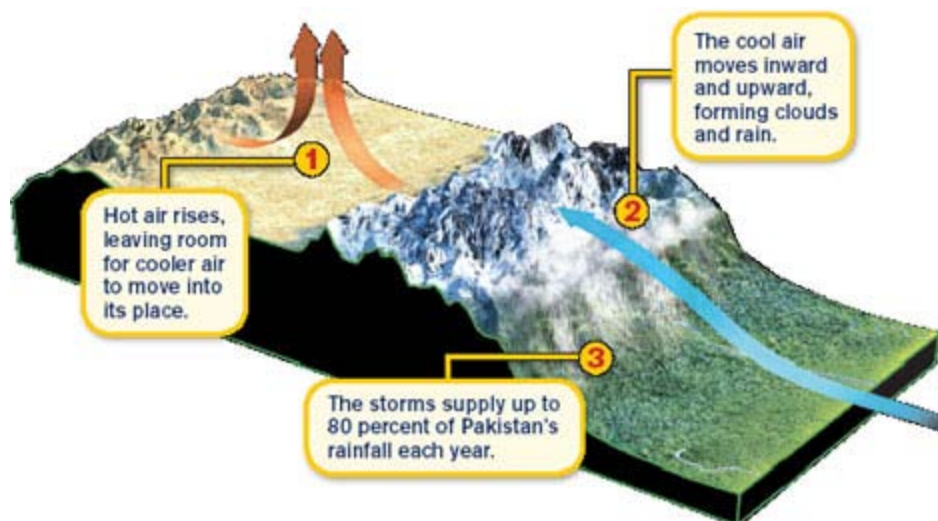 1
Hot air rises,
leaving room
for cooler air
to move into
its place.
2
The cool air
moves inward
and upward,
forming clouds
and rain.
3
The storms supply up to
80 percent of Pakistan's
rainfall each year.